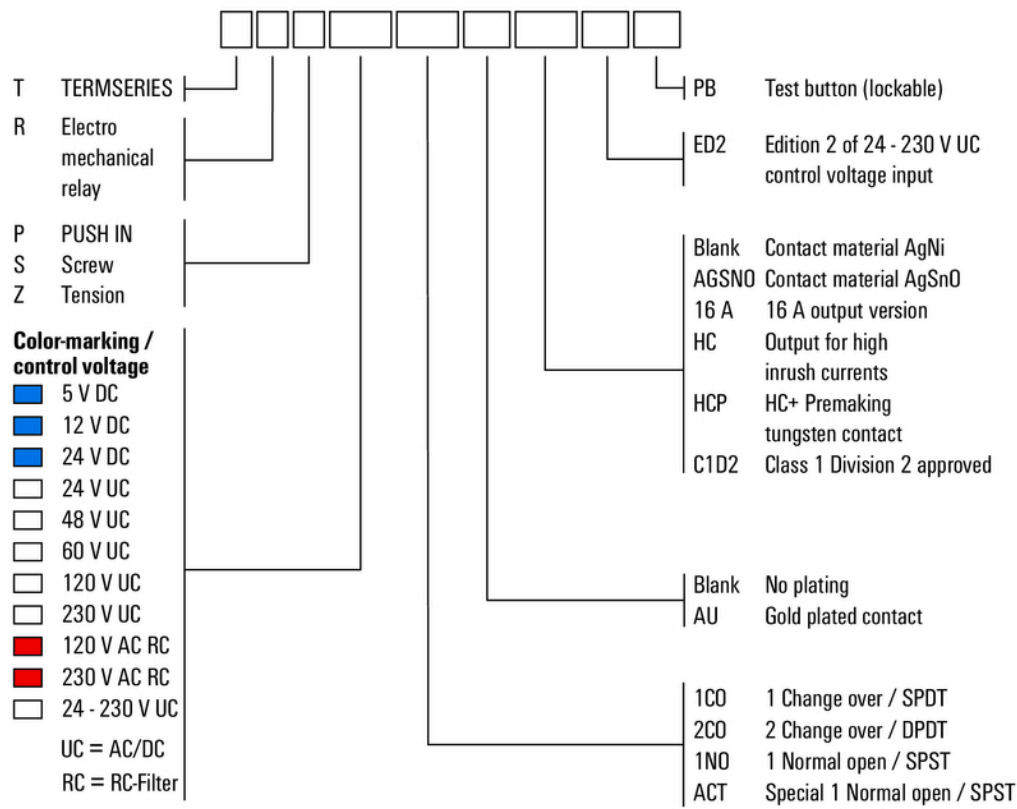 T TERMSERIES
R Electro
mechanical
relay
P PUSH IN
S Screw
Z Tension
Color-marking /
control voltage
5 V DC
12 V DC
24 V DC
24 V UC
48 V UC
60 V UC
120 V UC
230 V UC
120 V AC RC
230 V AC RC
24 - 230 V UC
UC = AC/DC
RC = RC-Filter
PB Test button (lockable)
ED2 Edition 2 of 24 - 230 V UC
control voltage input
Blank Contact material AgNi
AGSNO Contact material AgSnO
16 A 16 A output version
HC Output for high
inrush currents
HCP HC+ Premaking
tungsten contact
C1D2 Class 1 Division 2 approved
Blank No plating
AU Gold plated contact
1CO 1 Change over / SPDT
2CO 2 Change over / DPDT
1NO 1 Normal open / SPST
ACT Special 1 Normal open / SPST